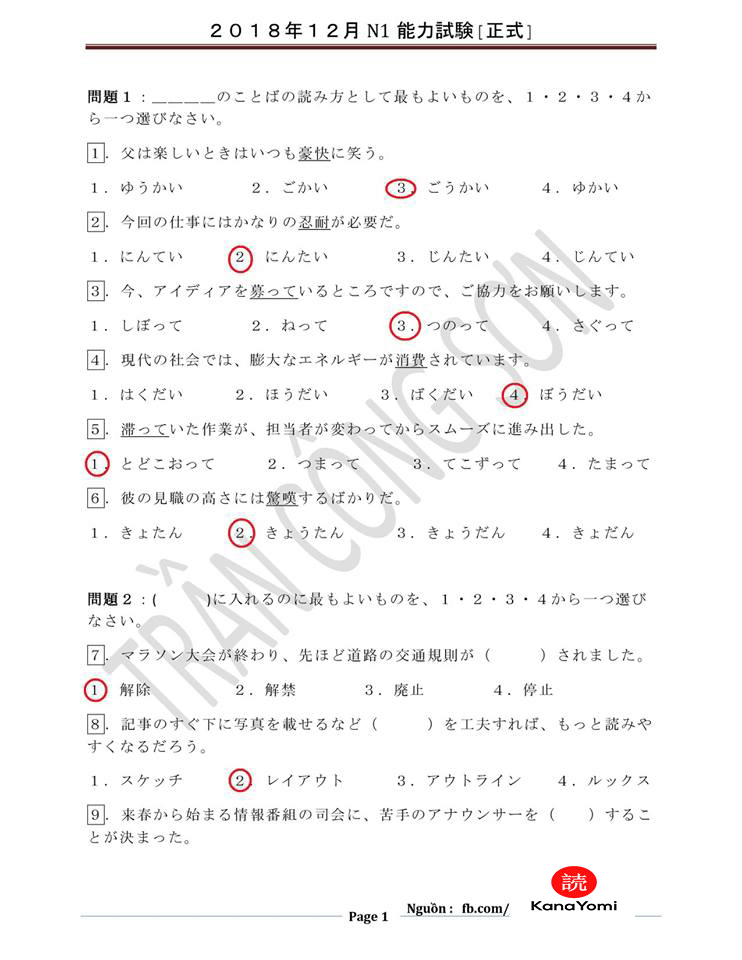 ２０１８年１２月 N1 能力試験 [正式]
問題１：＿＿＿＿のことばの読み方として最もよいものを、１・２・３・４か
ら一つ選びなさい。
1．父は楽しいときはいつも豪快に笑う。
１．ゆうかい　２．ごかい　３．ごうかい　４．ゆかい
2．今回の仕事にはかなりの忍耐が必要だ。
１．にんてい　２　にんたい　３．じんたい　４．じんてい
3．今、アイディアを募っているところですので、ご協力をお願いします。
１．しぼって　２．ねって　３．つのって　４．さぐって
4．現代の社会では、膨大なエネルギーが消費されています。
１．はくだい　２．ほうだい　３．ばくだい　４．ぼうだい
5．滞っていた作業が、担当者が変わってからスムーズに進み出した。
１．とどこおって　２．つまって　３．てこずって　４．たまって
6．彼の見職の高さには驚嘆するばかりだ。
１．きょたん　２．きょうたん　３．きょうだん　４．きょだん
問題２：(　　　)に入れるのに最もよいものを、１・２・３・４から一つ選び
なさい。
7．マラソン大会が終わり、先ほど道路の交通規則が（　　　）されました。
１　解除　２．解禁　３．廃止　４．停止
8．記事のすぐ下に写真を載せるなど（　　　）を工夫すれば、もっと読みや
すくなるだろう。
１．スケッチ　２．レイアウト　３．アウトライン　４．ルックス
9．来春から始まる情報番組の司会に、苦手のアナウンサーを（　　）するこ
とが決まった。
TRẦN CÔNG SƠN
読
KanaYomi
Page 1
Nguồn : fb.com/